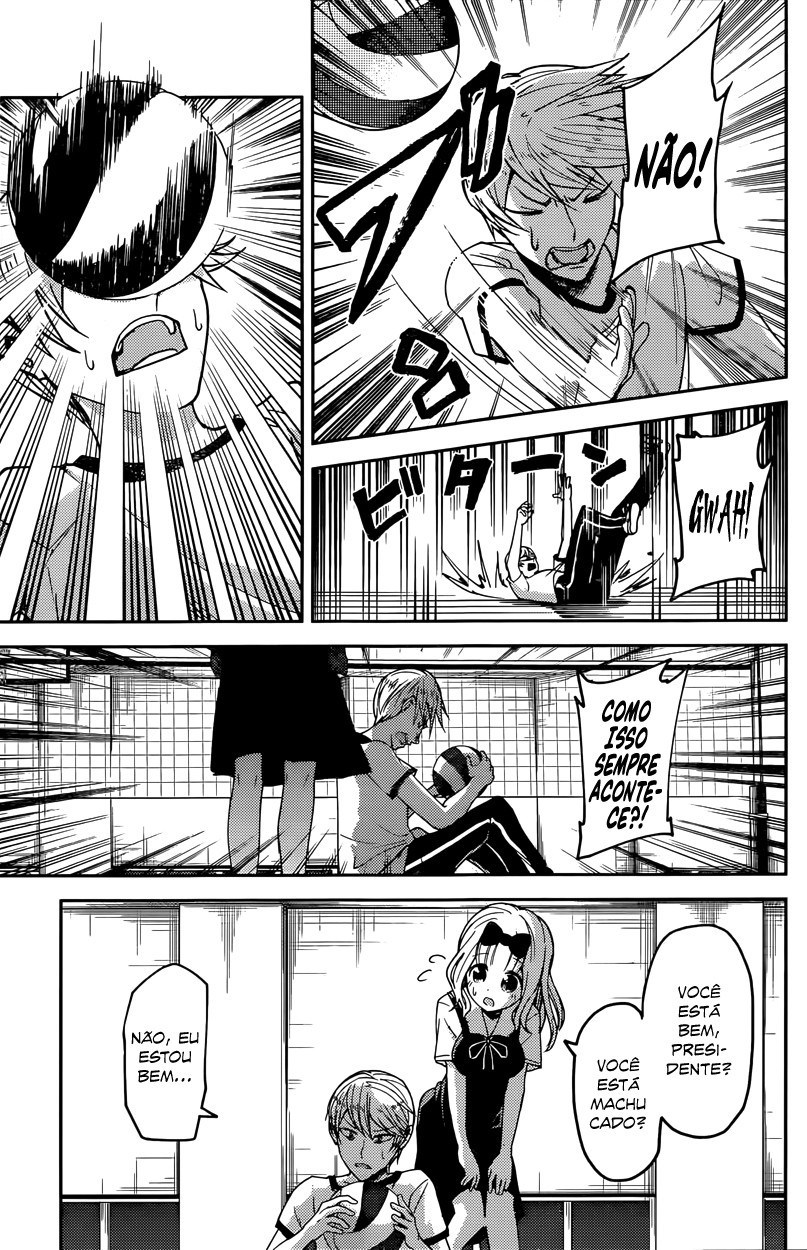 NÃO!
ブ
ン
ビターン
GWAH!
COMO
ISSO
SEMPRE
ACONTE-
CE?!
VOCÊ
ESTÁ
BEM,
PRESI-
DENTE?
VOCÊ
ESTÁ
MACHU
CADO?
NÃO, EU
ESTOU
BEM...